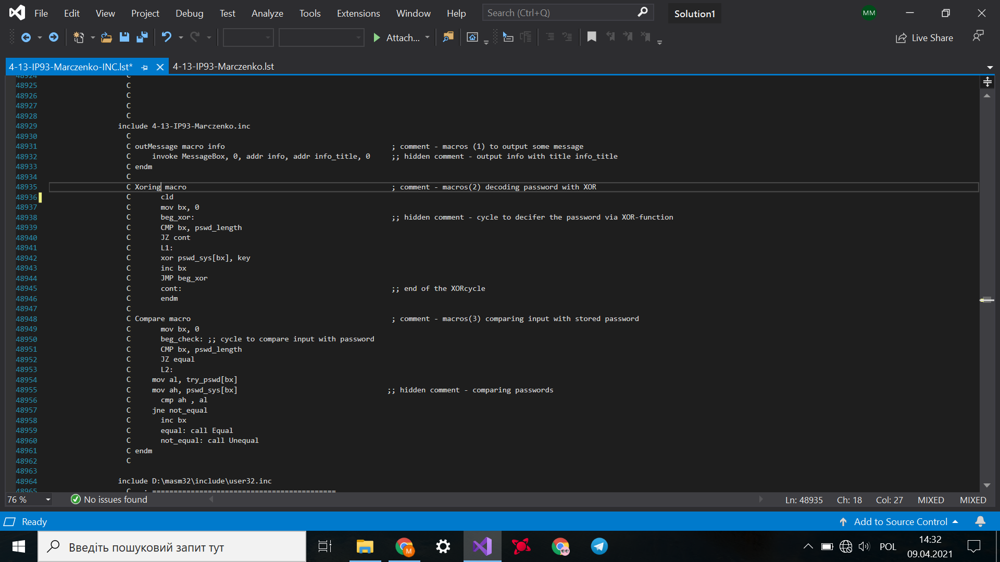 File Edit View Project Debug Test Analyze Tools Extensions Window Help Search (Ctrl+Q) Solution1 MM
Attach... Live Share
4-13-IP93-Marczenko-INC.lst* 4-13-IP93-Marczenko.lst
48924 C
48925 C
48926 C
48927 C
48928 C
48929 include 4-13-IP93-Marczenko.inc
48930 C
48931 C outMessage macro info ; comment - macros (1) to output some message
48932 C invoke MessageBox, 0, addr info, addr info_title, 0 ;; hidden comment - output info with title info_title
48933 C endm
48934 C
48935 C Xoring macro ; comment - macros(2) decoding password with XOR
48936 C cld
48937 C mov bx, 0
48938 C beg_xor: ;; hidden comment - cycle to decifer the password via XOR-function
48939 C CMP bx, pswd_length
48940 C JZ cont
48941 C L1:
48942 C xor pswd_sys[bx], key
48943 C inc bx
48944 C JMP beg_xor
48945 C cont: ;; end of the XORcycle
48946 C endm
48947 C
48948 C Compare macro ; comment - macros(3) comparing input with stored password
48949 C mov bx, 0
48950 C beg_check: ;; cycle to compare input with password
48951 C CMP bx, pswd_length
48952 C JZ equal
48953 C L2:
48954 C mov al, try_pswd[bx]
48955 C mov ah, pswd_sys[bx] ;; hidden comment - comparing passwords
48956 C cmp ah , al
48957 C jne not_equal
48958 C inc bx
48959 C equal: call Equal
48960 C not_equal: call Unequal
48961 C endm
48962 C
48963
48964 include D:\masm32\include\user32.inc
48965 C ; ===========================================
76 % No issues found Ln: 48935 Ch: 18 Col: 27 MIXED MIXED
Ready Add to Source Control
Введіть пошуковий запит тут M POL 14:32
09.04.2021